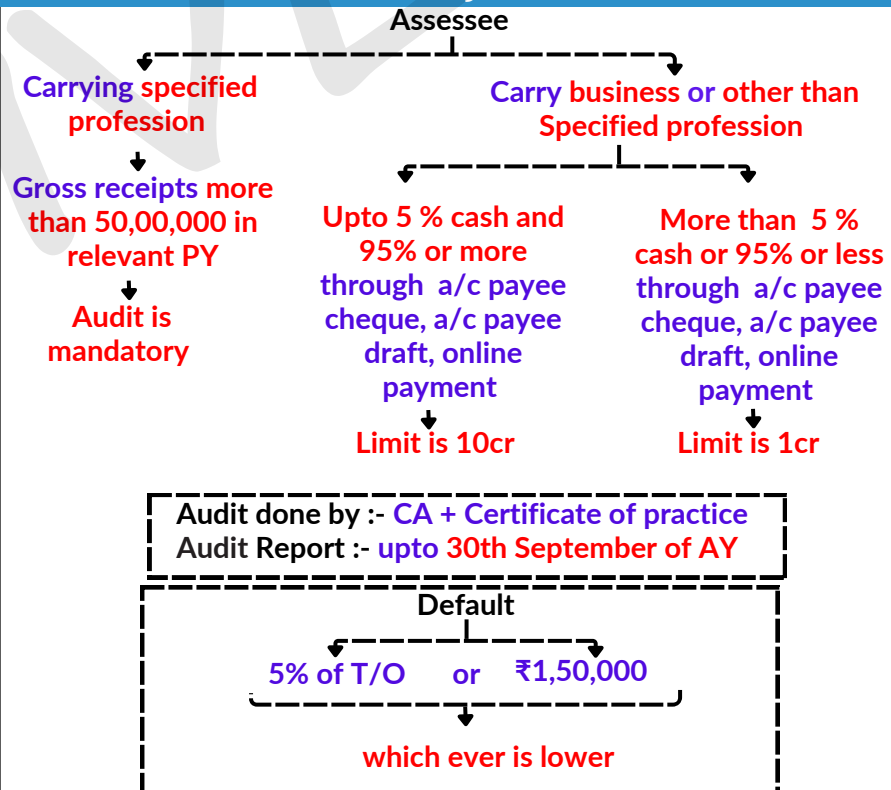 Assessee
Carrying specified
profession
Gross receipts more
than 50,00,000 in
relevant PY
Audit is
mandatory
Carry business or other than
Specified profession
Upto 5 % cash and
95% or more
through a/c payee
cheque, a/c payee
draft, online
payment
Limit is 10cr
More than 5 %
cash or 95% or less
through a/c payee
cheque, a/c payee
draft, online
payment
Limit is 1cr
Audit done by :- CA + Certificate of practice
Audit Report :- upto 30th September of AY
Default
5% of T/O or ₹1,50,000
which ever is lower